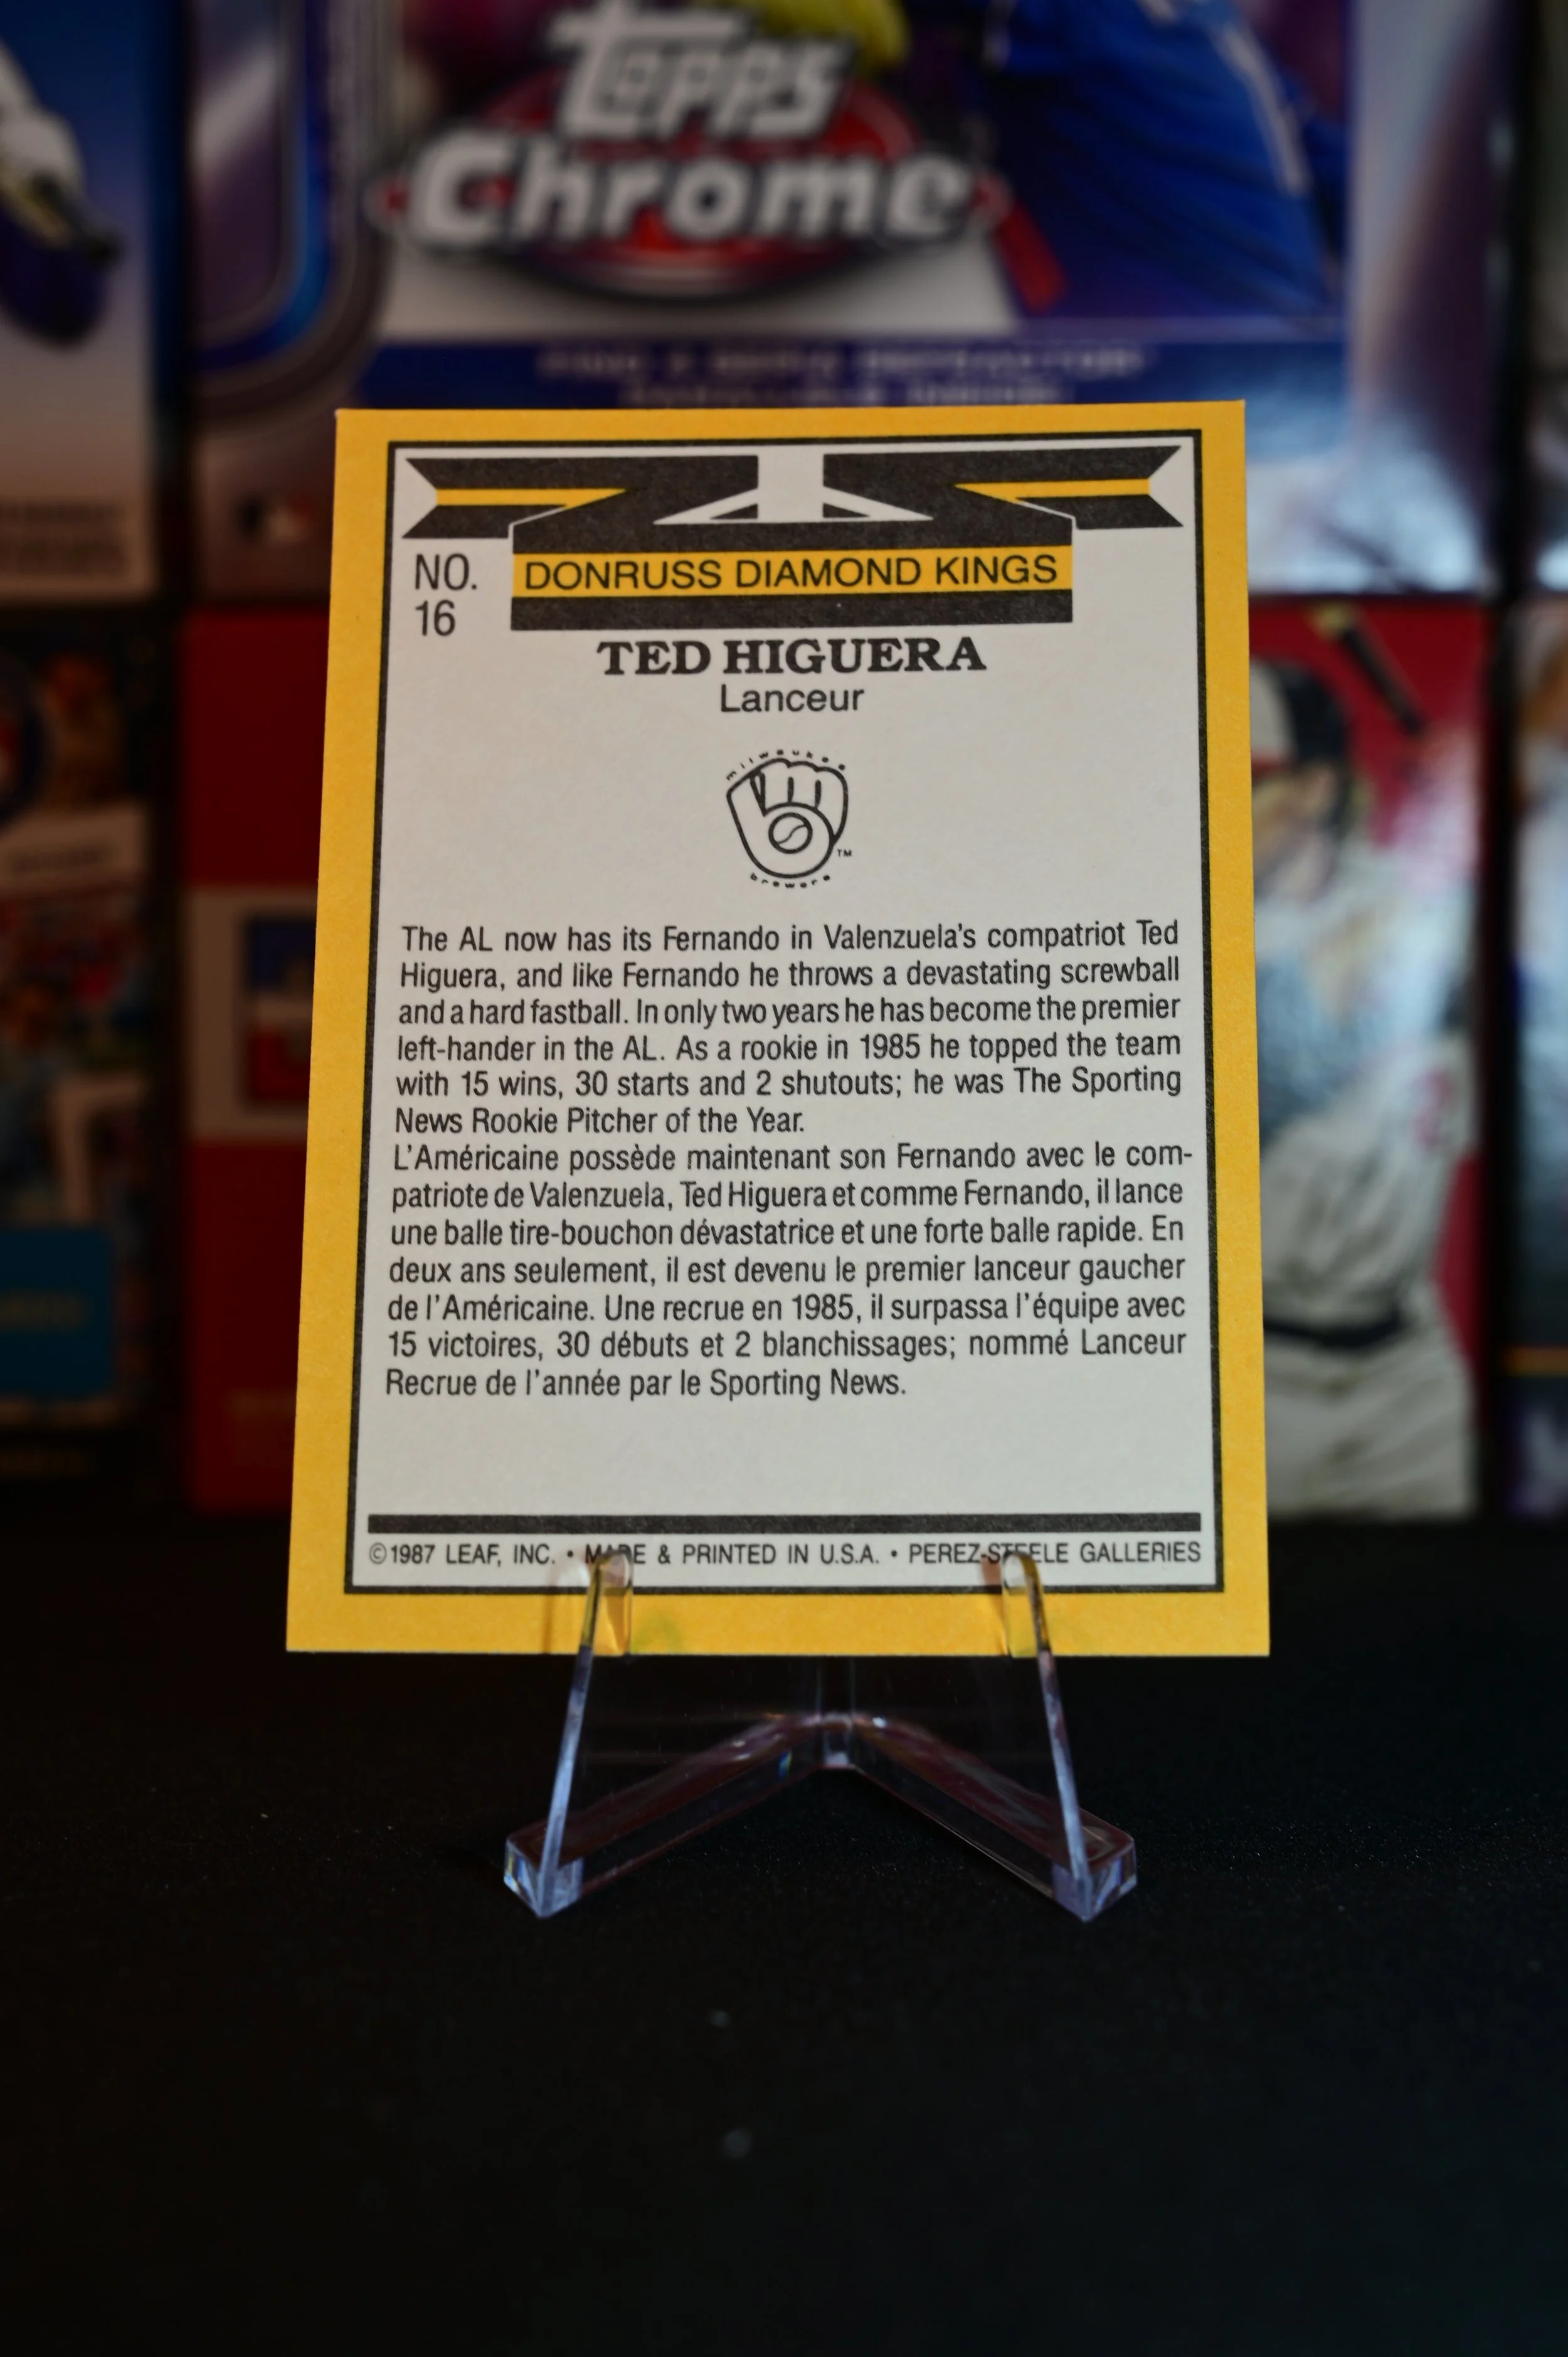 Topps
Chrome
NO.
16
DONRUSS DIAMOND KINGS
TED HIGUERA
Lanceur
milwaukee
TM
brewers
The AL now has its Fernando in Valenzuela's compatriot Ted
Higuera, and like Fernando he throws a devastating screwball
and a hard fastball. In only two years he has become the premier
left-hander in the AL. As a rookie in 1985 he topped the team
with 15 wins, 30 starts and 2 shutouts; he was The Sporting
News Rookie Pitcher of the Year.
L'Américaine possède maintenant son Fernando avec le com-
patriote de Valenzuela, Ted Higuera et comme Fernando, il lance
une balle tire-bouchon dévastatrice et une forte balle rapide. En
deux ans seulement, il est devenu le premier lanceur gaucher
de l'Américaine. Une recrue en 1985, il surpassa l'équipe avec
15 victoires, 30 débuts et 2 blanchissages; nommé Lanceur
Recrue de l'année par le Sporting News.
©1987 LEAF, INC. • MADE & PRINTED IN U.S.A. • PEREZ-STEELE GALLERIES